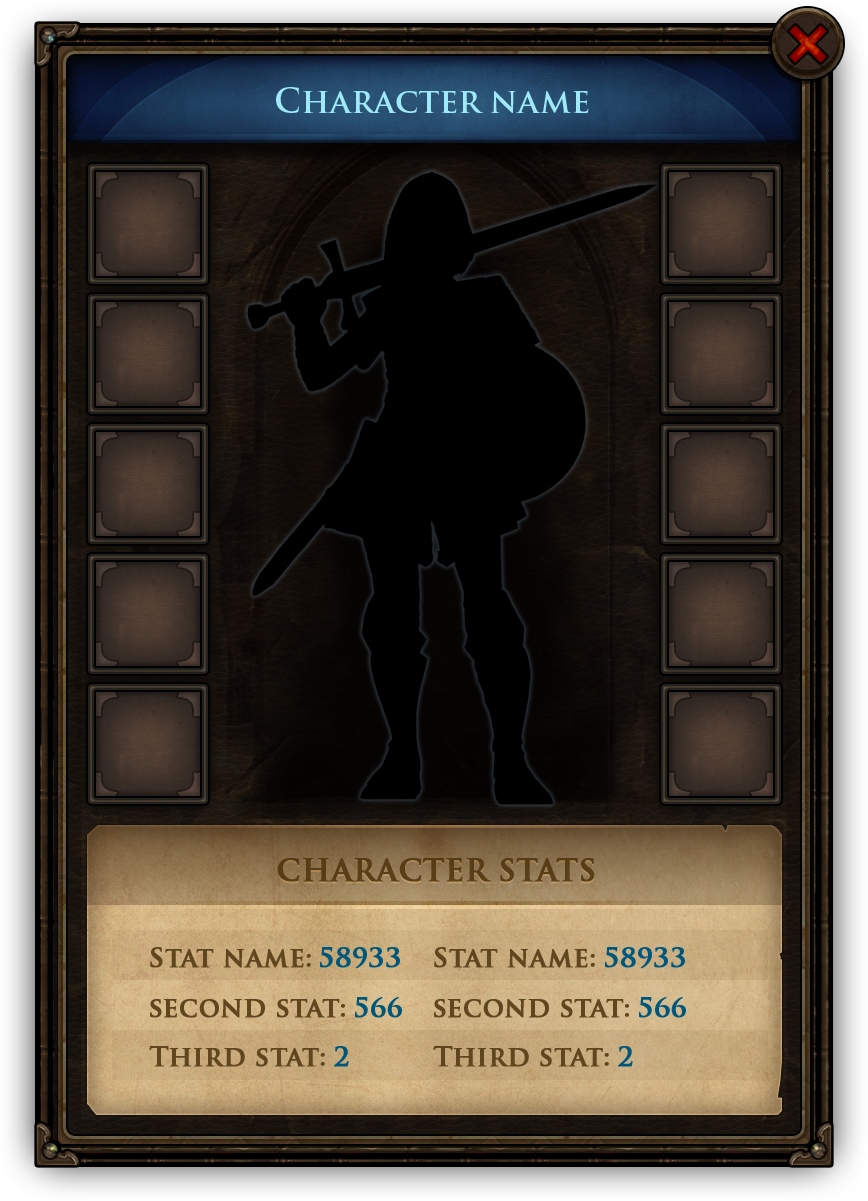 Character name
CHARACTER STATS
Stat name: 58933 Stat name: 58933
second stat: 566 second stat: 566
Third stat: 2 Third stat: 2